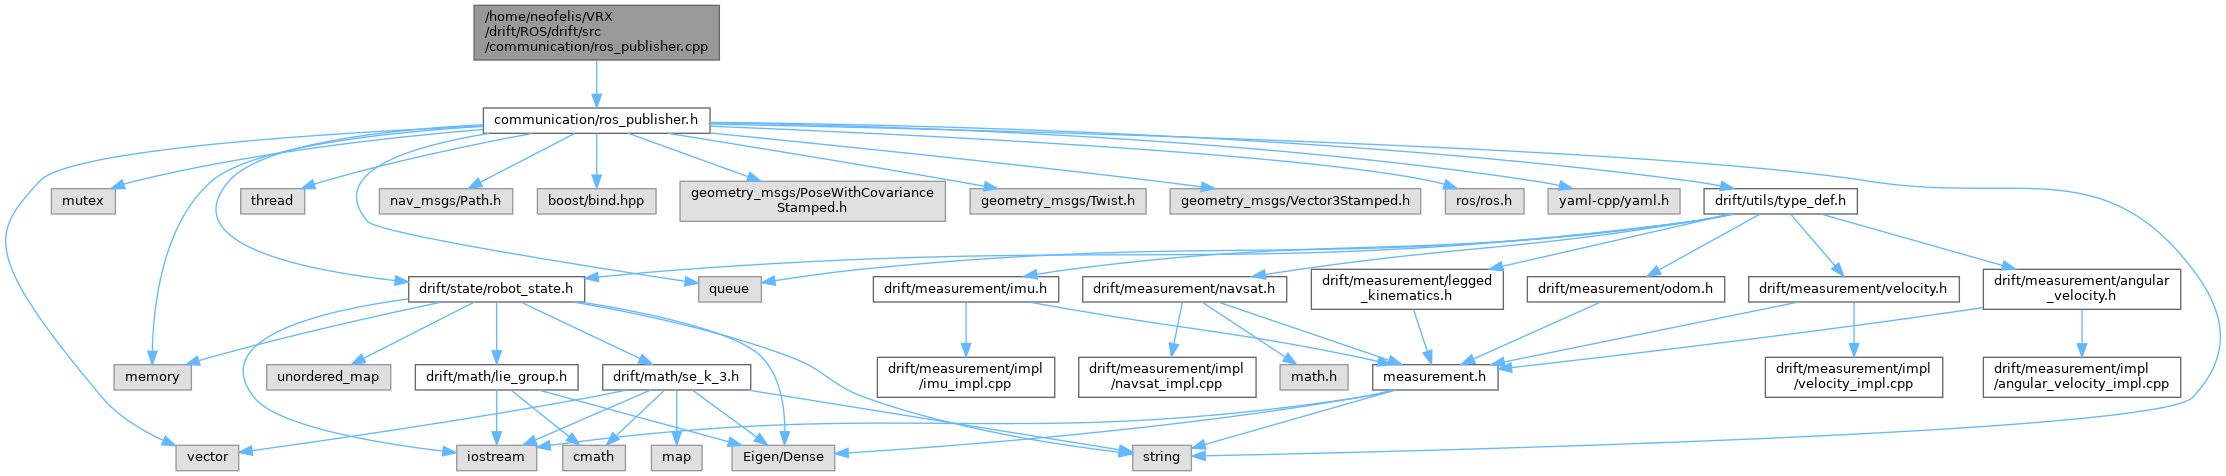 /home/neofelis/VRX
/drift/ROS/drift/src
/communication/ros_publisher.cpp
communication/ros_publisher.h
mutex
thread
nav_msgs/Path.h
boost/bind.hpp
geometry_msgs/PoseWithCovariance
Stamped.h
geometry_msgs/Twist.h
geometry_msgs/Vector3Stamped.h
ros/ros.h
yaml-cpp/yaml.h
drift/utils/type_def.h
drift/state/robot_state.h
queue
drift/measurement/imu.h
drift/measurement/navsat.h
drift/measurement/legged
_kinematics.h
drift/measurement/odom.h
drift/measurement/velocity.h
drift/measurement/angular
_velocity.h
memory
unordered_map
drift/math/lie_group.h
drift/math/se_k_3.h
drift/measurement/impl
/imu_impl.cpp
drift/measurement/impl
/navsat_impl.cpp
math.h
measurement.h
drift/measurement/impl
/velocity_impl.cpp
drift/measurement/impl
/angular_velocity_impl.cpp
vector
iostream
cmath
map
Eigen/Dense
string